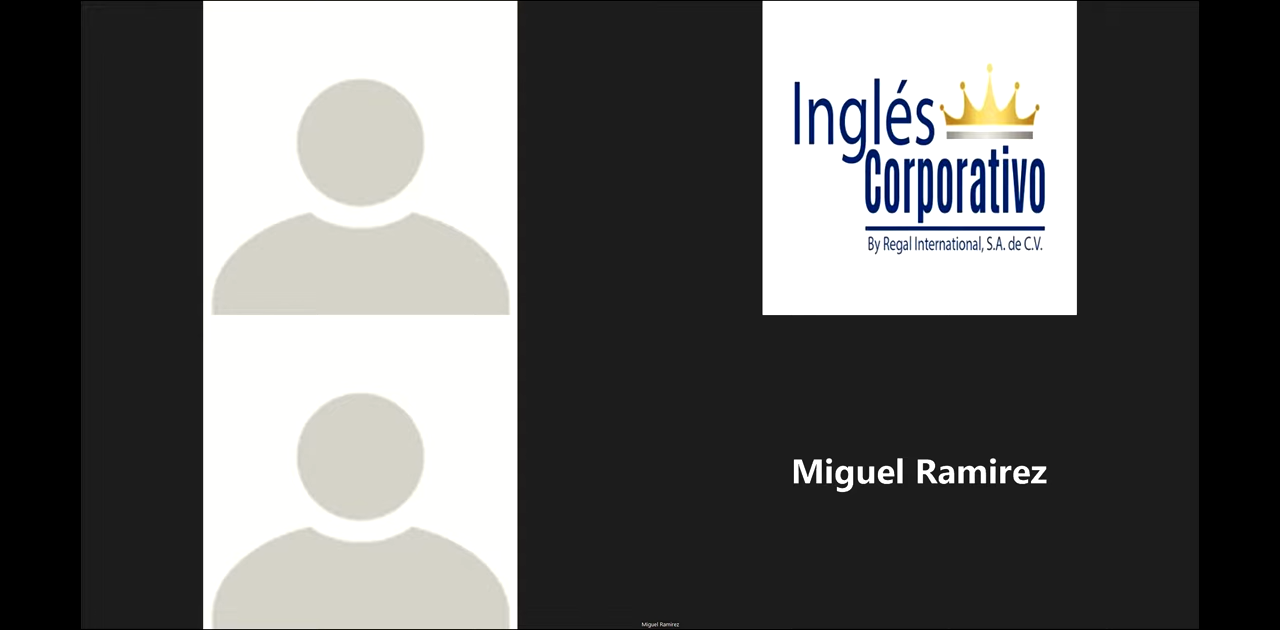 Inglés
Corporativo
By Regal International, S.A. de C.V.
Miguel Ramirez
Miguel Ramirez